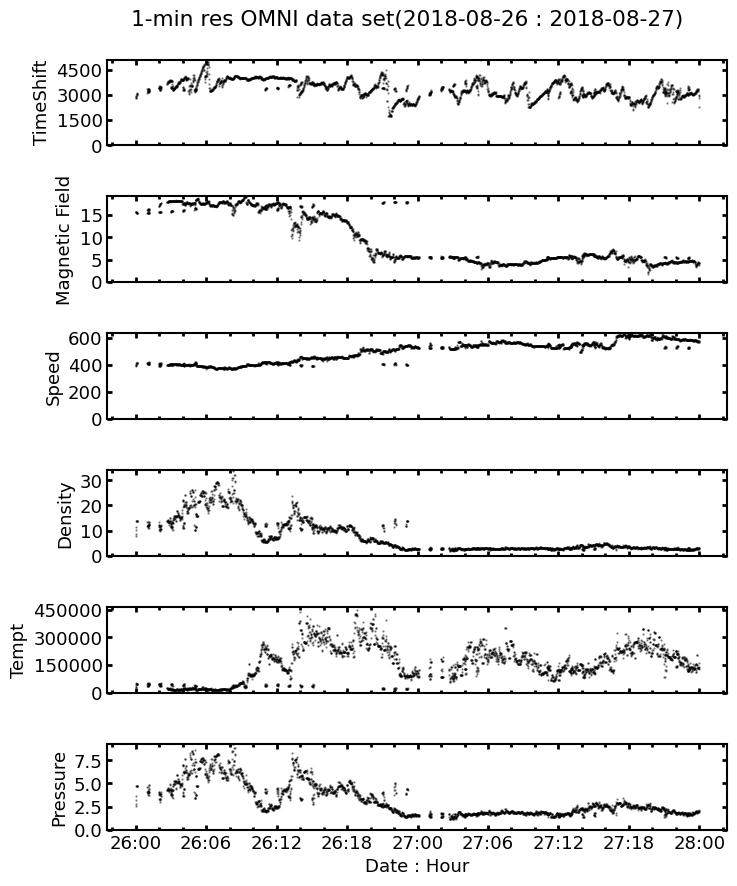 1-min res OMNI data set(2018-08-26 : 2018-08-27)
TimeShift
4500
3000
1500
0
Magnetic Field
15
10
5
0
Speed
600
400
200
0
Density
30
20
10
0
Tempt
450000
300000
150000
0
Pressure
7.5
5.0
2.5
0.0
26:00 26:06 26:12 26:18 27:00 27:06 27:12 27:18 28:00
Date : Hour